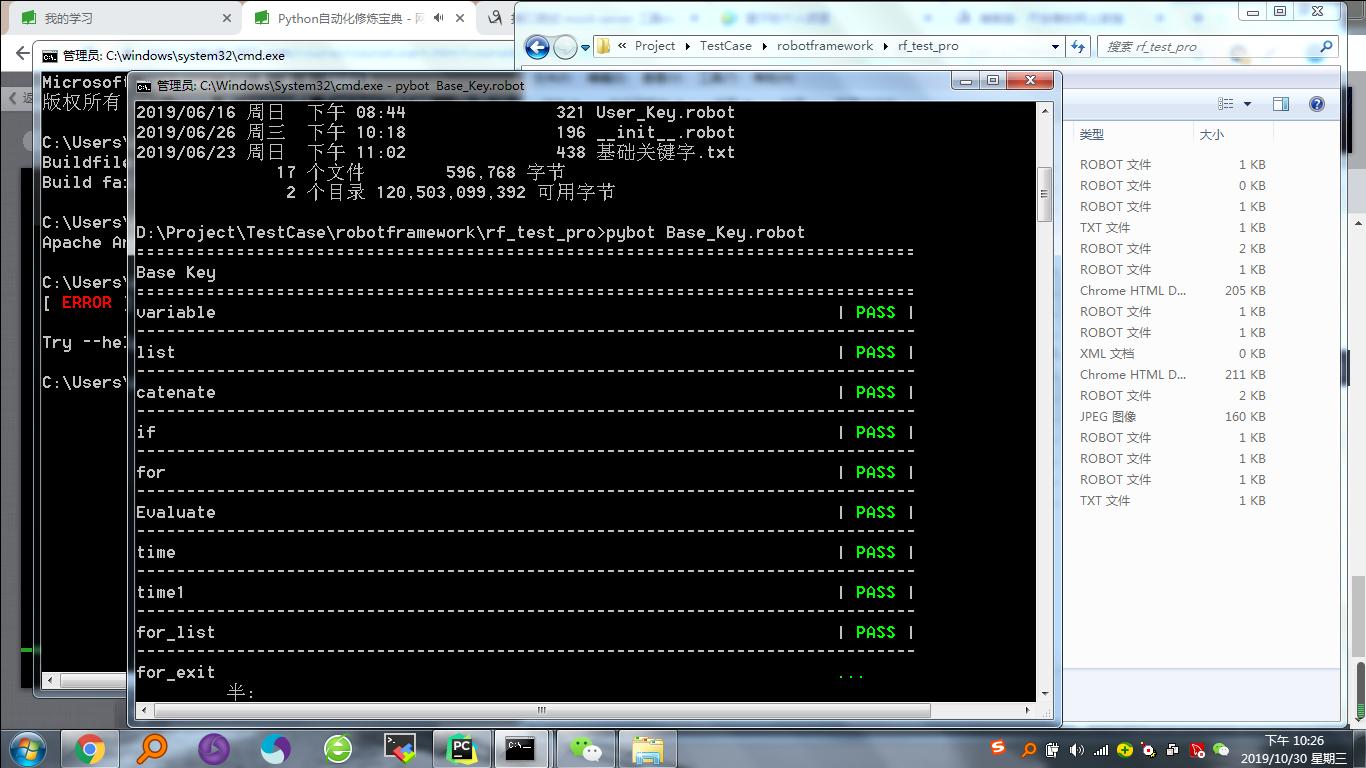 我的学习
Python自动化修炼宝典 -
管理员: C:\windows\system32\cmd.exe
« Project TestCase robotframework rf_test_pro
搜索 rf_test_pro
Microsoft
版权所有
C:\Users\
Buildfile
Build fai
C:\Users\
Apache An
C:\Users\
[ ERROR ]
Try --hel
C:\Users\
管理员: C:\Windows\System32\cmd.exe - pybot Base_Key.robot
2019/06/16 周日 下午 08:44 321 User_Key.robot
2019/06/26 周三 下午 10:18 196 __init__.robot
2019/06/23 周日 下午 11:02 438 基础关键字.txt
17 个文件 596,768 字节
2 个目录 120,503,099,392 可用字节
D:\Project\TestCase\robotframework\rf_test_pro>pybot Base_Key.robot
==============================================================================
Base Key
==============================================================================
variable | PASS |
------------------------------------------------------------------------------
list | PASS |
------------------------------------------------------------------------------
catenate | PASS |
------------------------------------------------------------------------------
if | PASS |
------------------------------------------------------------------------------
for | PASS |
------------------------------------------------------------------------------
Evaluate | PASS |
------------------------------------------------------------------------------
time | PASS |
------------------------------------------------------------------------------
time1 | PASS |
------------------------------------------------------------------------------
for_list | PASS |
------------------------------------------------------------------------------
for_exit ...
半:
类型 大小
ROBOT 文件 1 KB
ROBOT 文件 0 KB
ROBOT 文件 1 KB
TXT 文件 1 KB
ROBOT 文件 2 KB
ROBOT 文件 1 KB
Chrome HTML D... 205 KB
ROBOT 文件 1 KB
ROBOT 文件 1 KB
XML 文档 0 KB
Chrome HTML D... 211 KB
ROBOT 文件 2 KB
JPEG 图像 160 KB
ROBOT 文件 1 KB
ROBOT 文件 1 KB
ROBOT 文件 1 KB
TXT 文件 1 KB
下午 10:26
2019/10/30 星期三